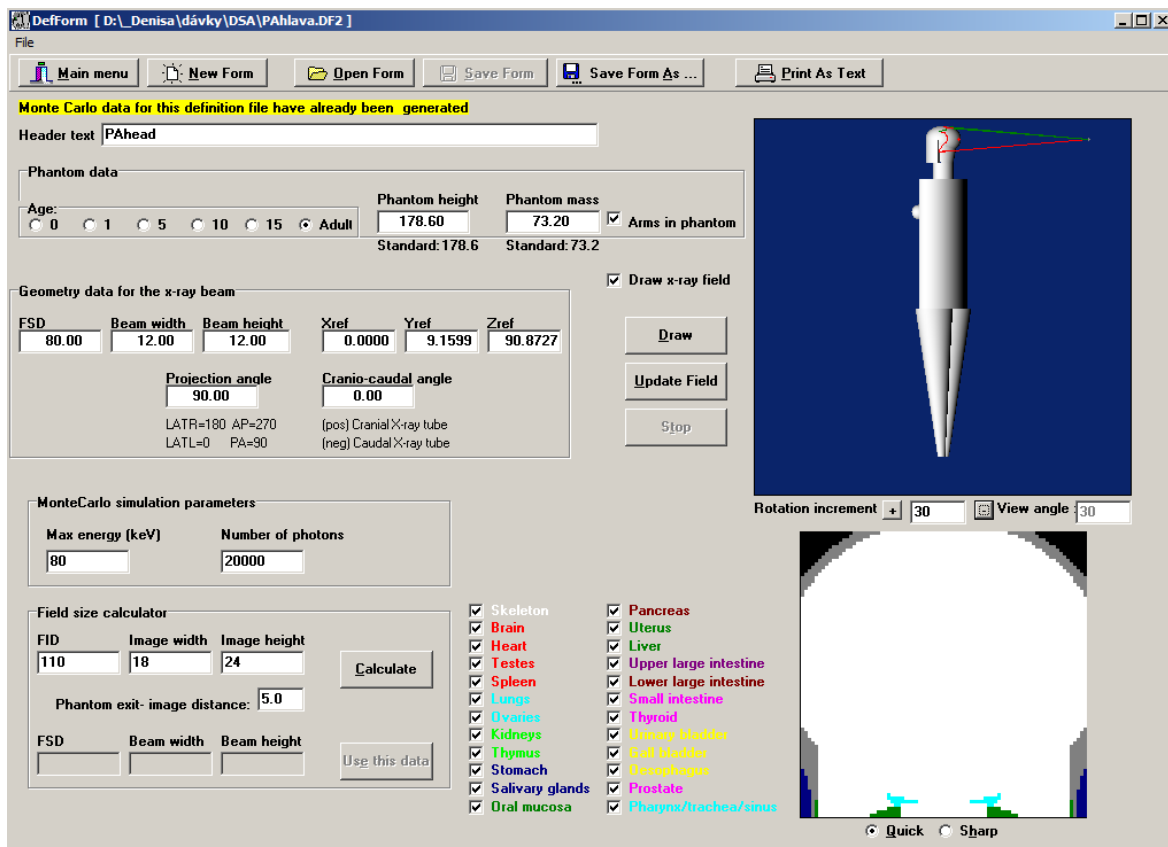 DefForm [ D:\_Denisa\dávky\DSA\PAhlava.DF2 ]
File
Main menu New Form Open Form Save Form Save Form As ... Print As Text
Monte Carlo data for this definition file have already been generated
Header text PAhead
Phantom data
Age:
0 1 5 10 15 Adult
Phantom height Phantom mass
178.60 73.20 Arms in phantom
Standard: 178.6 Standard: 73.2
Draw x-ray field
Geometry data for the x-ray beam
FSD Beam width Beam height Xref Yref Zref
80.00 12.00 12.00 0.0000 9.1599 90.8727
Projection angle Cranio-caudal angle
90.00 0.00
LATR=180 AP=270 (pos) Cranial X-ray tube
LATL=0 PA=90 (neg) Caudal X-ray tube
Draw
Update Field
Stop
Rotation increment + 30 View angle : 30
MonteCarlo simulation parameters
Max energy (keV) Number of photons
80 20000
Field size calculator
FID Image width Image height
110 18 24
Calculate
Phantom exit- image distance: 5.0
FSD Beam width Beam height
Use this data
Skeleton Pancreas
Brain Uterus
Heart Liver
Testes Upper large intestine
Spleen Lower large intestine
Lungs Small intestine
Ovaries Thyroid
Kidneys Urinary bladder
Thymus Gall bladder
Stomach Oesophagus
Salivary glands Prostate
Oral mucosa Pharynx/trachea/sinus
Quick Sharp